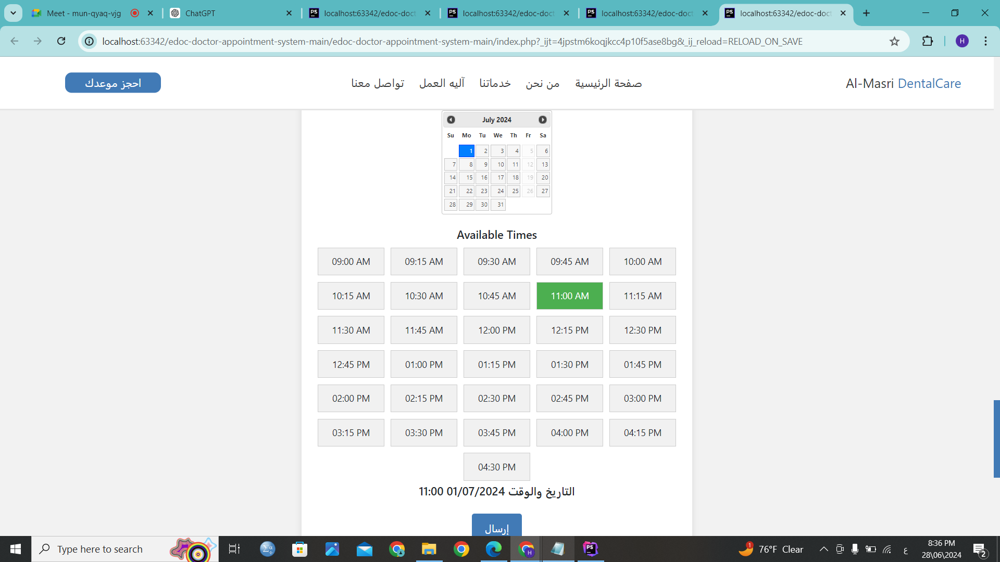 Meet - mun-qyaq-vjg
ChatGPT
localhost:63342/edoc-doct
localhost:63342/edoc-doct
localhost:63342/edoc-doct
localhost:63342/edoc-doct
localhost:63342/edoc-doctor-appointment-system-main/edoc-doctor-appointment-system-main/index.php?_ijt=4jpstm6koqjkcc4p10f5ase8bg&_ij_reload=RELOAD_ON_SAVE
H
Al-Masri DentalCare
صفحة الرئيسية من نحن خدماتنا آليه العمل تواصل معنا
احجز موعدك
July 2024
Su Mo Tu We Th Fr Sa
1 2 3 4 5 6
7 8 9 10 11 12 13
14 15 16 17 18 19 20
21 22 23 24 25 26 27
28 29 30 31
Available Times
09:00 AM 09:15 AM 09:30 AM 09:45 AM 10:00 AM
10:15 AM 10:30 AM 10:45 AM 11:00 AM 11:15 AM
11:30 AM 11:45 AM 12:00 PM 12:15 PM 12:30 PM
12:45 PM 01:00 PM 01:15 PM 01:30 PM 01:45 PM
02:00 PM 02:15 PM 02:30 PM 02:45 PM 03:00 PM
03:15 PM 03:30 PM 03:45 PM 04:00 PM 04:15 PM
04:30 PM
التاريخ والوقت 01/07/2024 11:00
إرسال
Type here to search
1
76°F Clear
ع
8:36 PM
28\06\2024
2